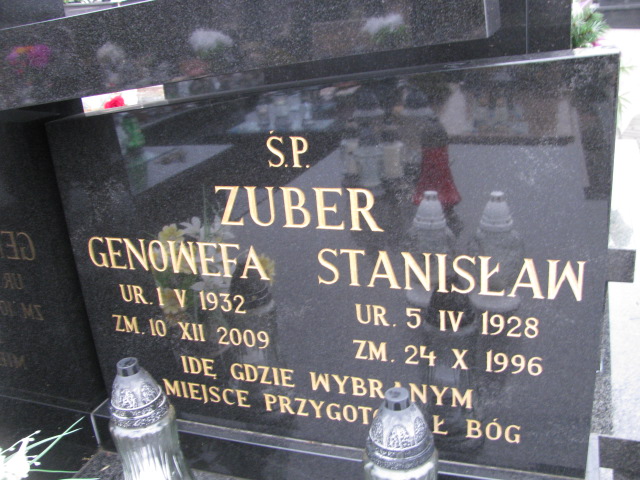 Ś.P.
ZUBER
GENOWEFA STANISŁAW
UR. 1 V 1932 UR. 5 IV 1928
ZM. 10 XII 2009 ZM. 24 X 1996
IDĘ GDZIE WYBRANYM
MIEJSCE BÓG